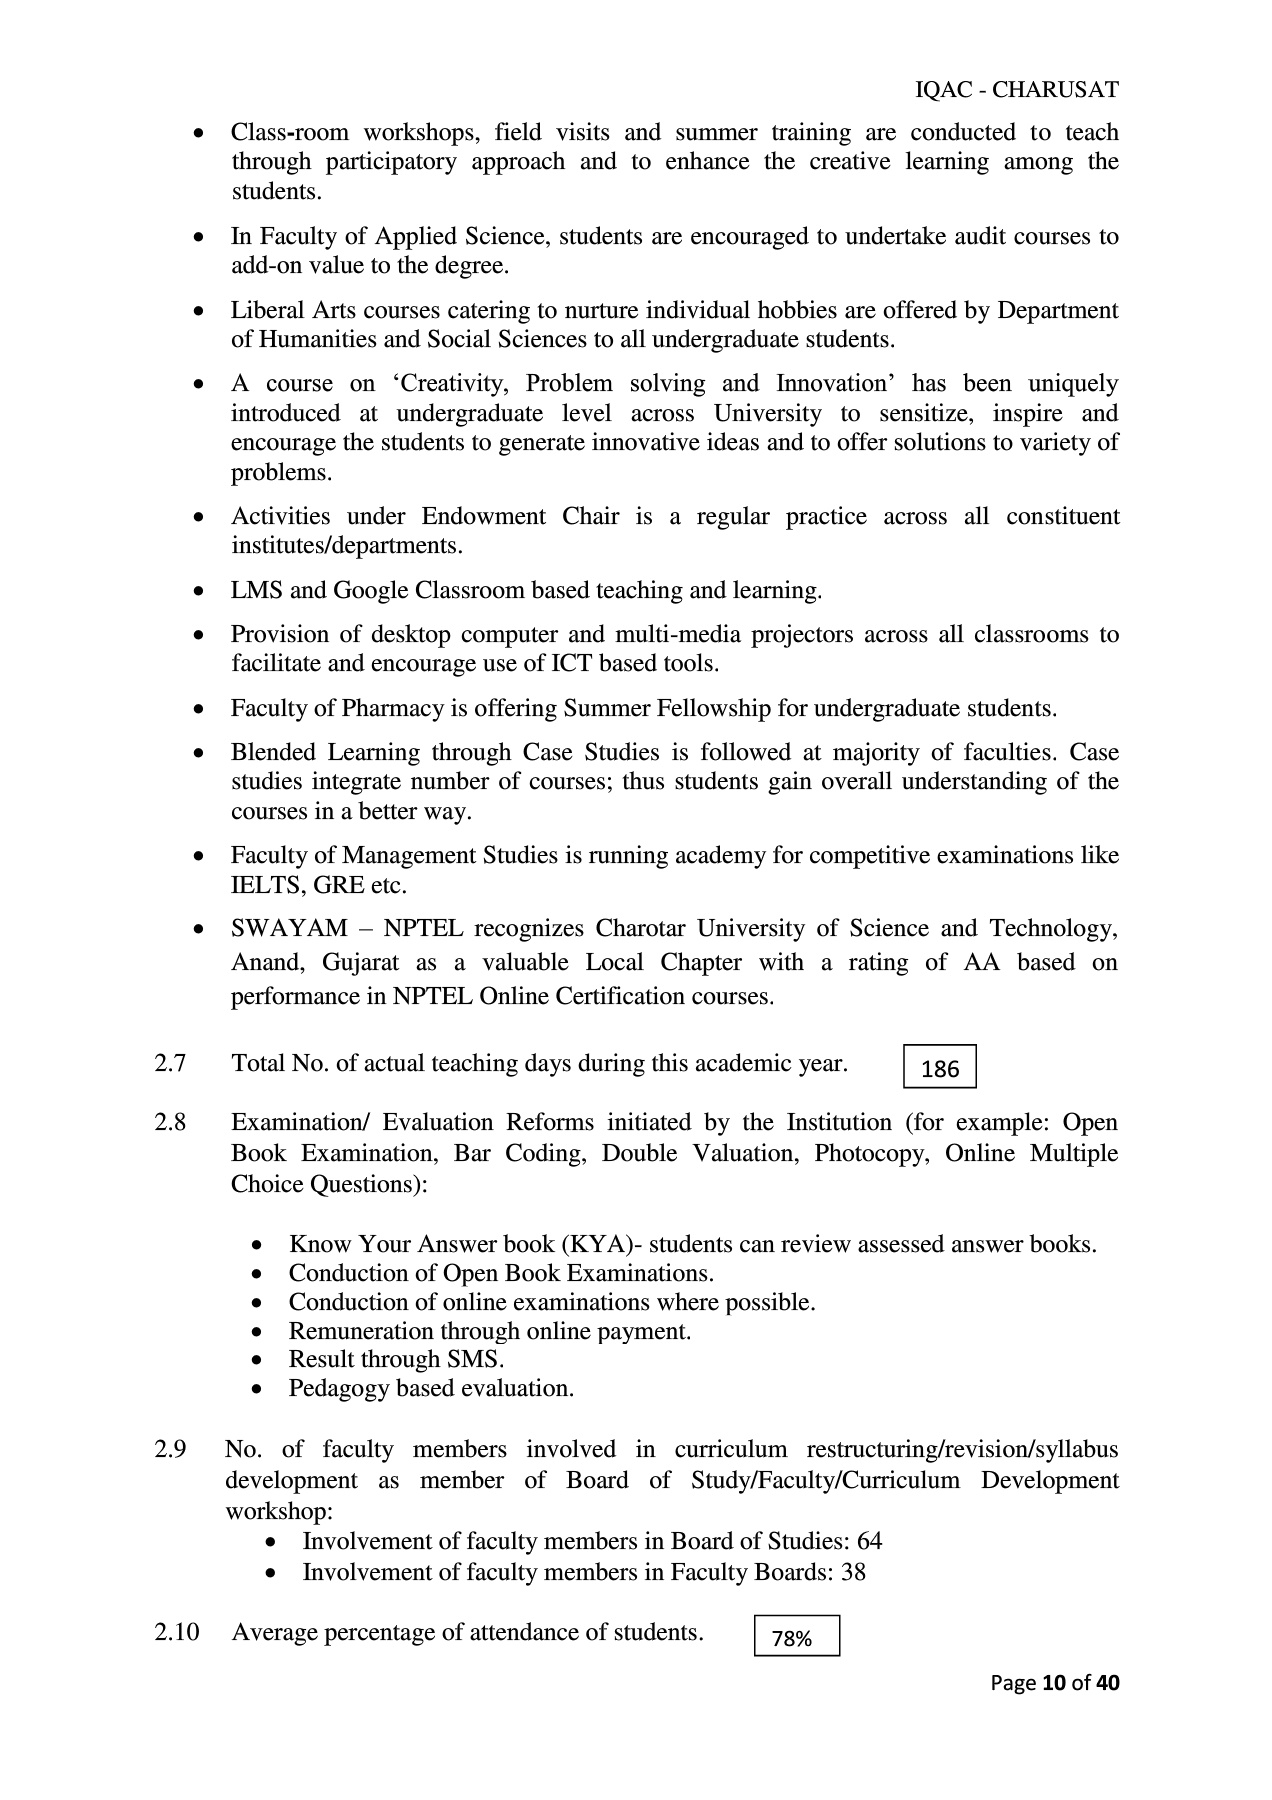 IQAC - CHARUSAT
• Class-room workshops, field visits and summer training are conducted to teach
through participatory approach and to enhance the creative learning among the
students.
• In Faculty of Applied Science, students are encouraged to undertake audit courses to
add-on value to the degree.
• Liberal Arts courses catering to nurture individual hobbies are offered by Department
of Humanities and Social Sciences to all undergraduate students.
• A course on ‘Creativity, Problem solving and Innovation’ has been uniquely
introduced at undergraduate level across University to sensitize, inspire and
encourage the students to generate innovative ideas and to offer solutions to variety of
problems.
• Activities under Endowment Chair is a regular practice across all constituent
institutes/departments.
• LMS and Google Classroom based teaching and learning.
• Provision of desktop computer and multi-media projectors across all classrooms to
facilitate and encourage use of ICT based tools.
• Faculty of Pharmacy is offering Summer Fellowship for undergraduate students.
• Blended Learning through Case Studies is followed at majority of faculties. Case
studies integrate number of courses; thus students gain overall understanding of the
courses in a better way.
• Faculty of Management Studies is running academy for competitive examinations like
IELTS, GRE etc.
• SWAYAM – NPTEL recognizes Charotar University of Science and Technology,
Anand, Gujarat as a valuable Local Chapter with a rating of AA based on
performance in NPTEL Online Certification courses.
2.7 Total No. of actual teaching days during this academic year. 186
2.8 Examination/ Evaluation Reforms initiated by the Institution (for example: Open
Book Examination, Bar Coding, Double Valuation, Photocopy, Online Multiple
Choice Questions):
• Know Your Answer book (KYA)- students can review assessed answer books.
• Conduction of Open Book Examinations.
• Conduction of online examinations where possible.
• Remuneration through online payment.
• Result through SMS.
• Pedagogy based evaluation.
2.9 No. of faculty members involved in curriculum restructuring/revision/syllabus
development as member of Board of Study/Faculty/Curriculum Development
workshop:
• Involvement of faculty members in Board of Studies: 64
• Involvement of faculty members in Faculty Boards: 38
2.10 Average percentage of attendance of students. 78%
Page 10 of 40